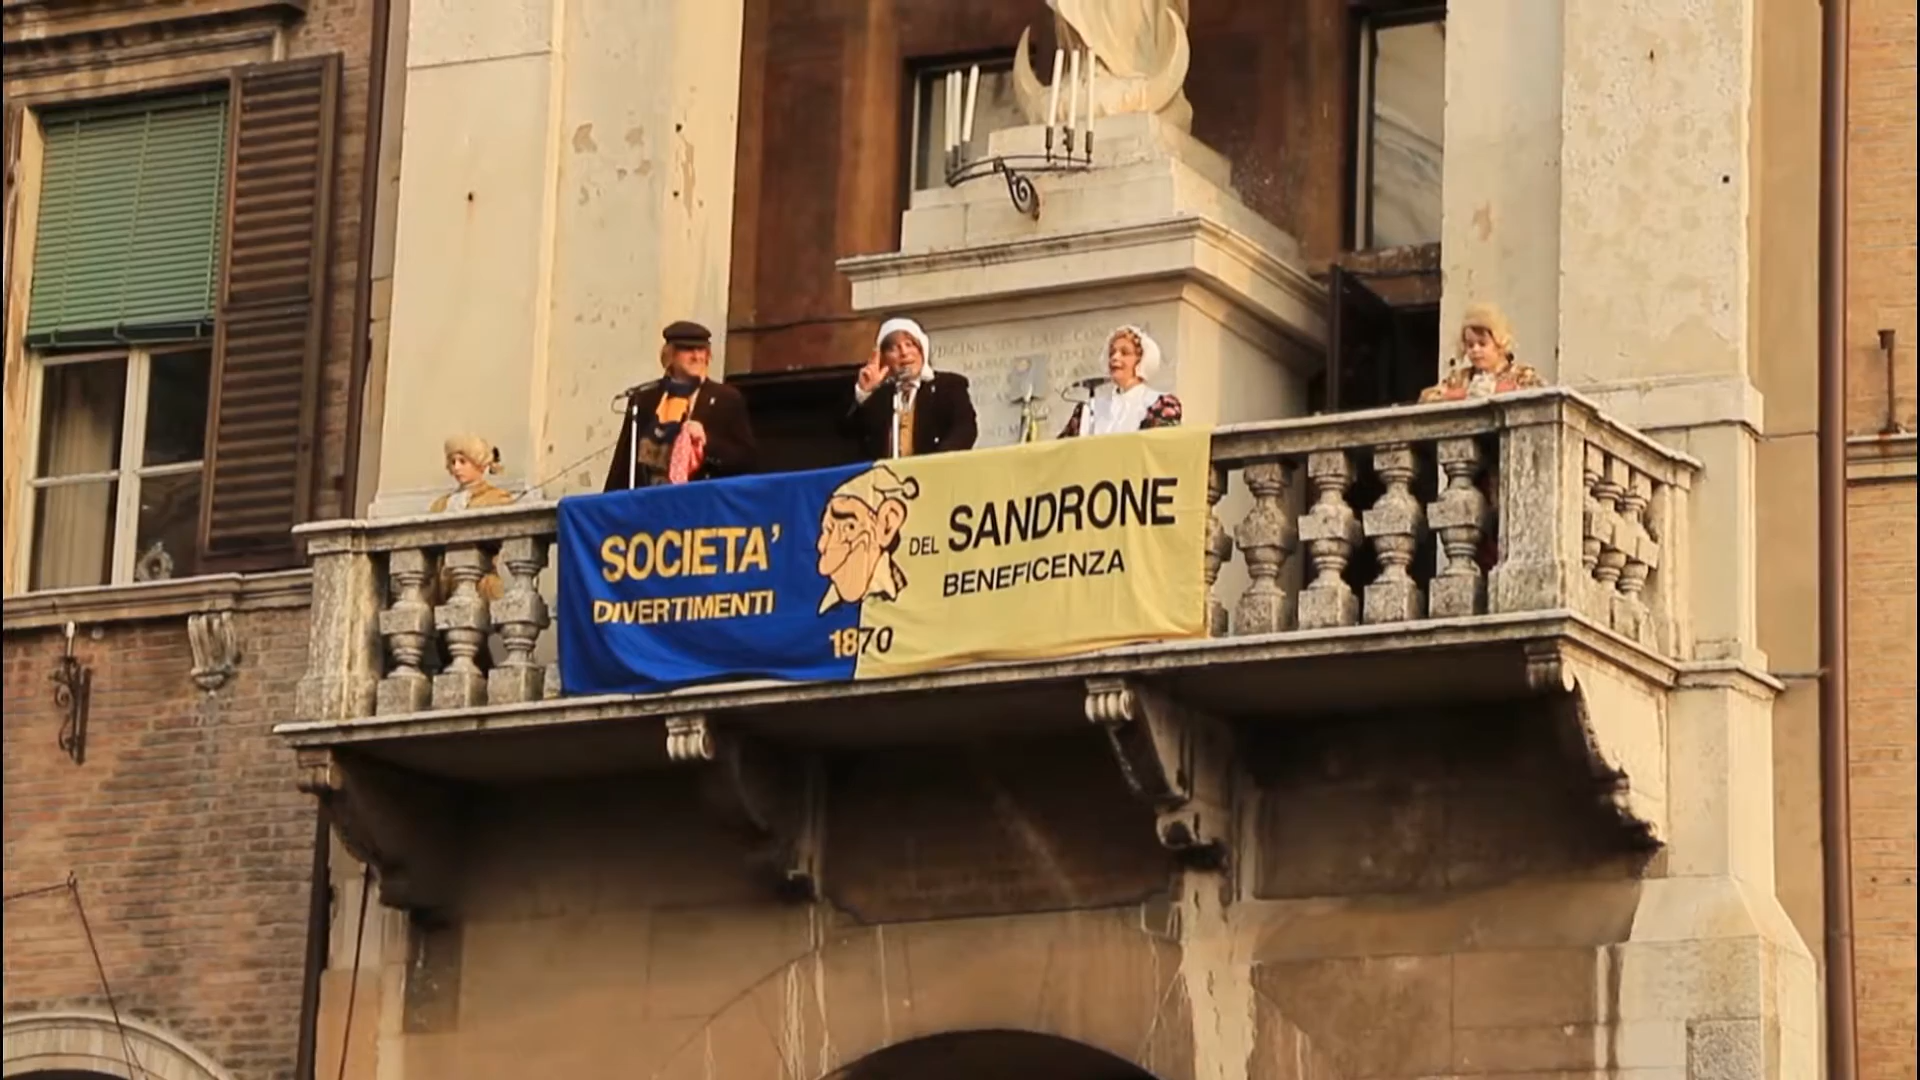 SOCIETA'
DIVERTIMENTI
1870
DEL SANDRONE
BENEFICENZA